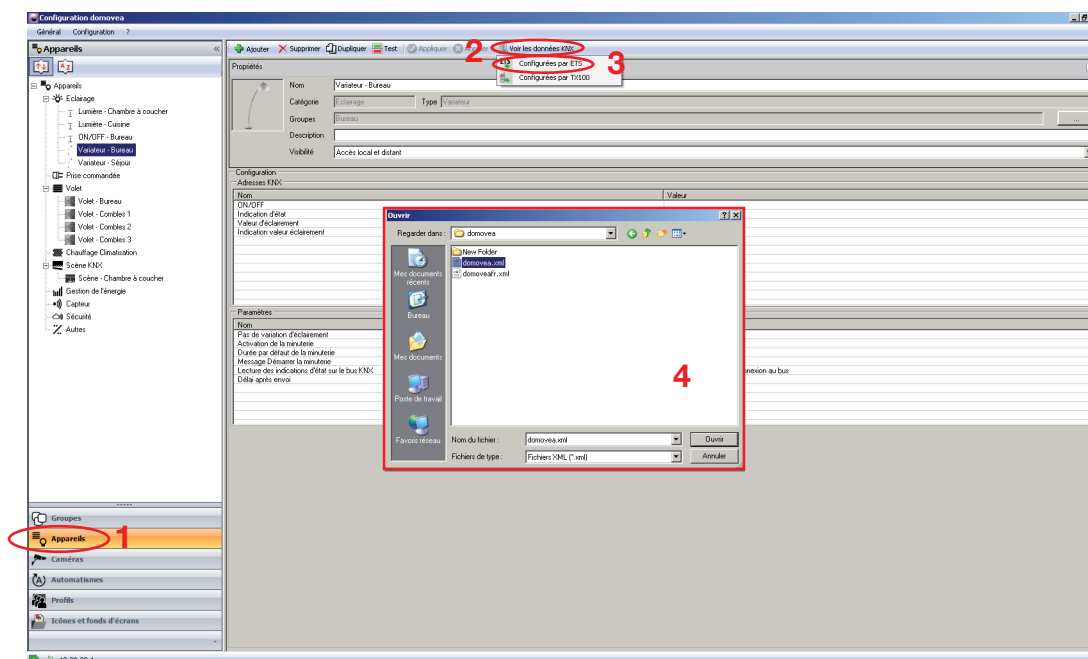 Configuration domovea
Général Configuration ?
Appareils «
Ajouter Supprimer Dupliquer Test Appliquer Voir les données KNX
2
ETS Configurées par ETS
3
Configurées par TX100
Propriétés
Nom Variateur - Bureau
Catégorie Eclairage Type Variateur
Groupes Bureau ...
Description
Visibilité Accès local et distant
Appareils
Eclairage
Lumière - Chambre à coucher
Lumière - Cuisine
ON/OFF - Bureau
Variateur - Bureau
Variateur - Séjour
Prise commandée
Volet
Volet - Bureau
Volet - Combles 1
Volet - Combles 2
Volet - Combles 3
Chauffage Climatisation
Scène KNX
Scène - Chambre à coucher
Gestion de l'énergie
Capteur
Sécurité
Autres
Configuration
Adresses KNX
Nom Valeur
ON/OFF
Indication d'état
Valeur d'éclairement
Indication valeur éclairement
Paramètres
Nom
Pas de variation d'éclairement
Activation de la minuterie
Durée par défaut de la minuterie
Message Démarrer la minuterie
Lecture des indications d'état sur le bus KNX nnexion au bus
Délai après envoi
Ouvrir
Regarder dans : domovea
New Folder
domovea.xml
domoveafr.xml
Mes documents
récents
Bureau
Mes documents
Poste de travail
Favoris réseau
4
Nom du fichier : domovea.xml Ouvrir
Fichiers de type : Fichiers XML (*.xml) Annuler
Groupes
Appareils
1
Caméras
Automatismes
Profils
Icônes et fonds d'écrans